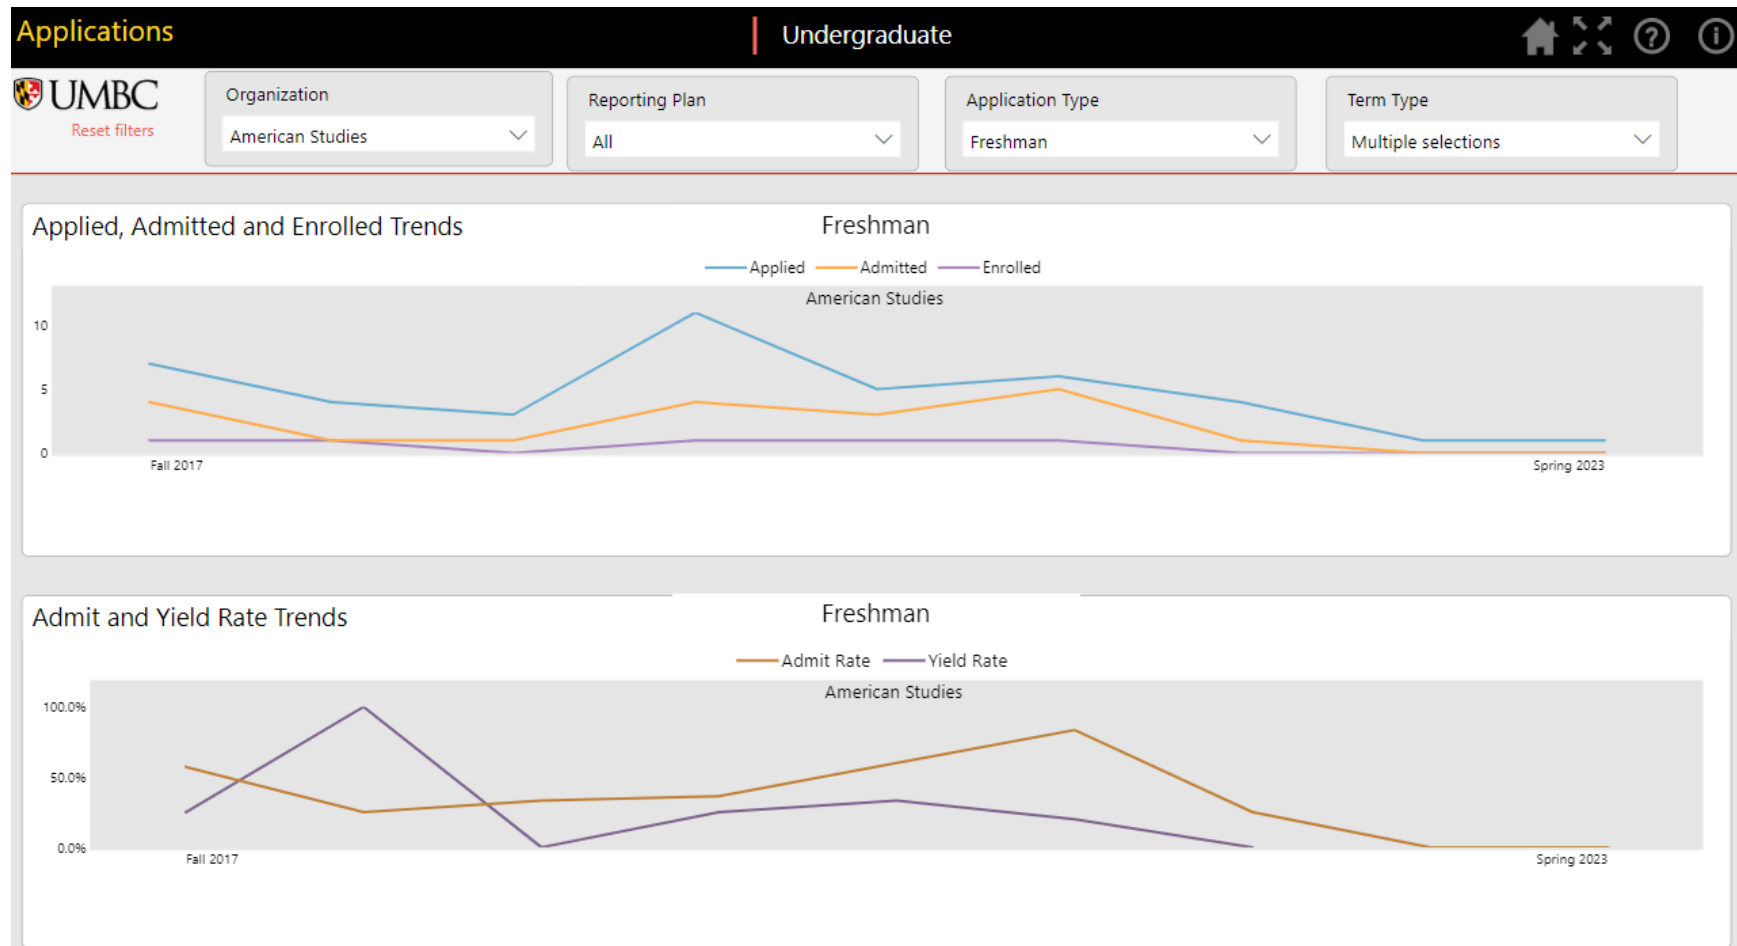 Applications
Undergraduate
UMBC
Reset filters
Organization
American Studies
Reporting Plan
All
Application Type
Freshman
Term Type
Multiple selections
Applied, Admitted and Enrolled Trends
Freshman
Applied Admitted Enrolled
American Studies
10
5
0
Fall 2017
Spring 2023
Admit and Yield Rate Trends
Freshman
Admit Rate Yield Rate
American Studies
100.0%
50.0%
0.0%
Fall 2017
Spring 2023